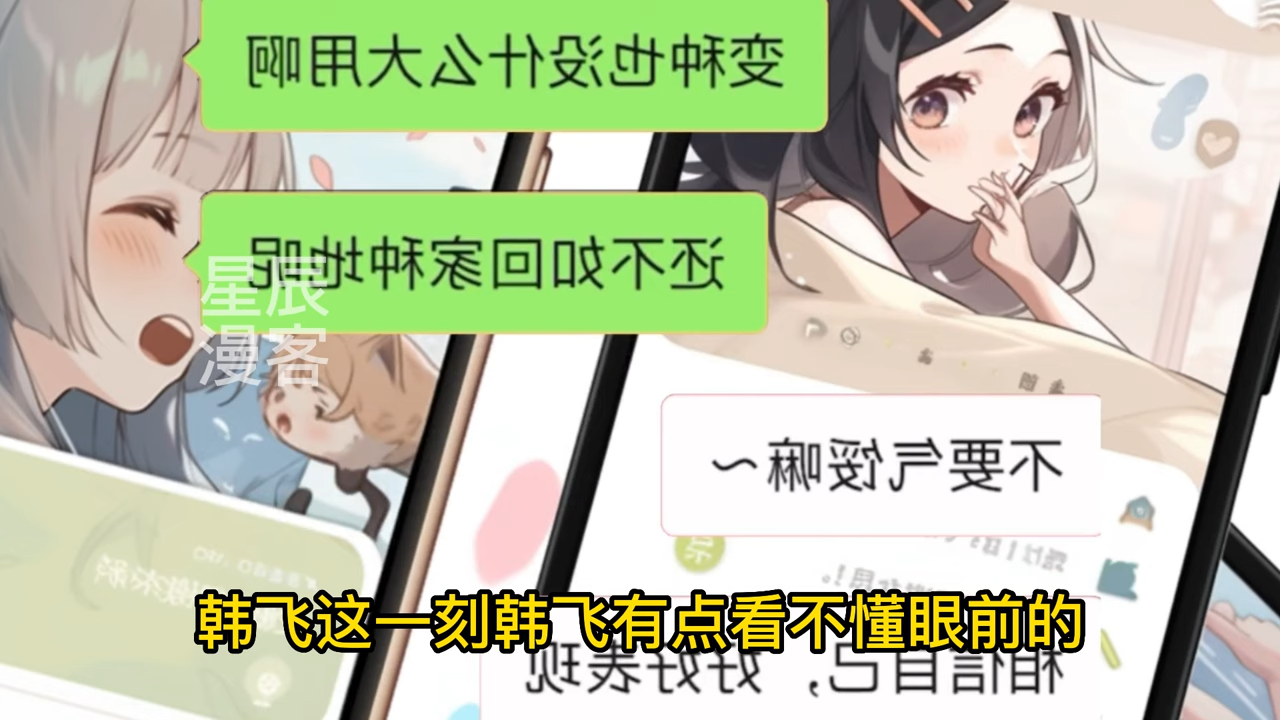 变种也没什么大用啊
还不如回家种地吧
星辰
漫客
不要气馁嘛～
韩飞这一刻韩飞有点看不懂眼前的
相信自己，好好表现